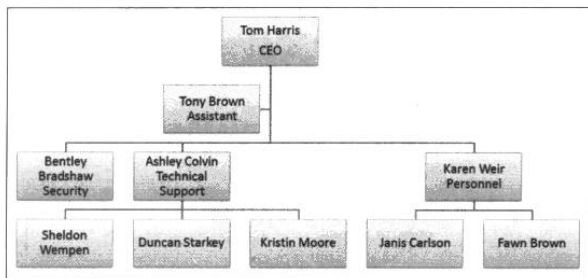 Tom Harris
CEO
Tony Brown
Assistant
Bentley
Bradshaw
Security
Ashley Colvin
Technical
Support
Karen Weir
Personnel
Sheldon
Wempen
Duncan Starkey
Kristin Moore
Janis Carlson
Fawn Brown